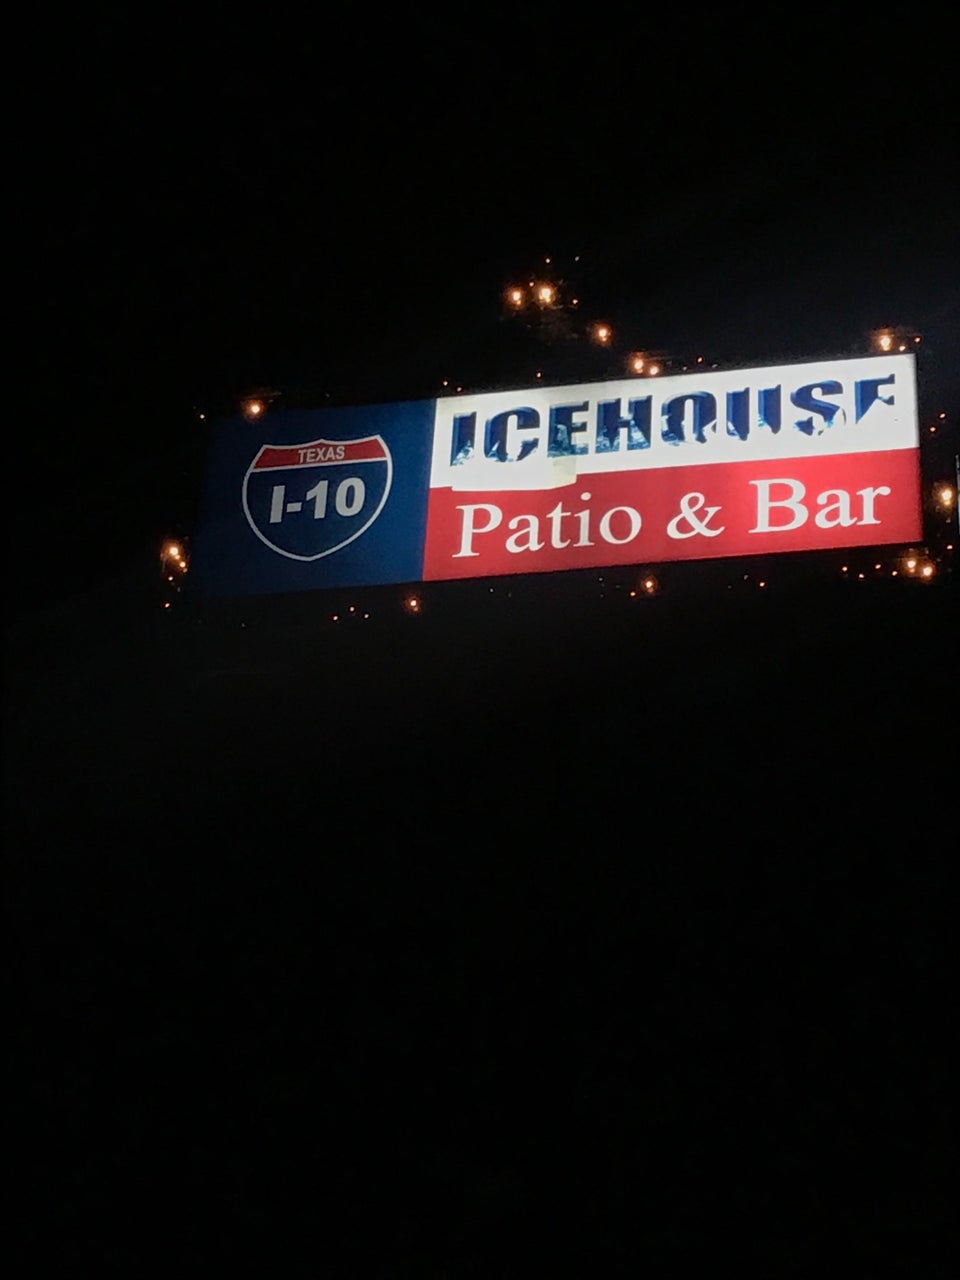 TEXAS
I-10
ICEHOUSE
Patio & Bar